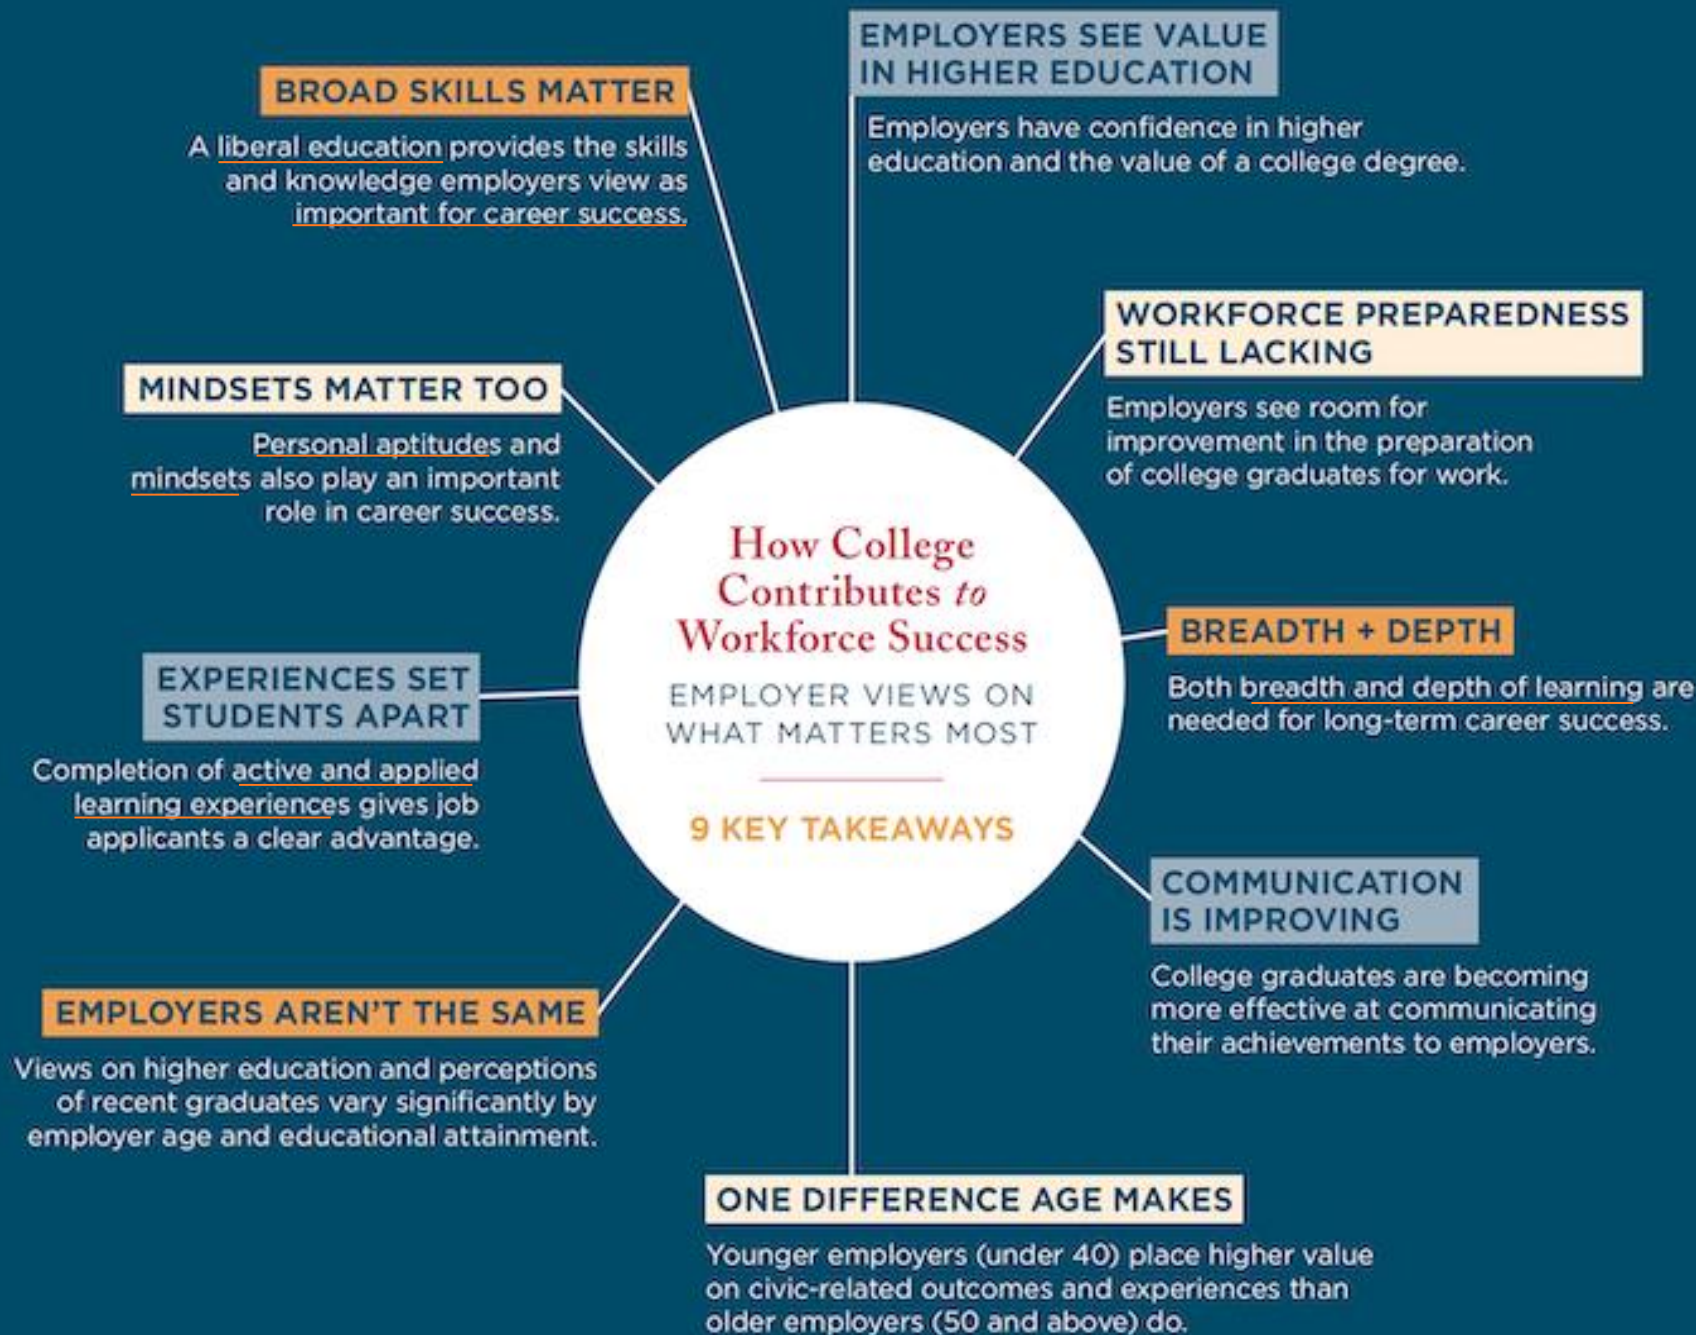 How College
Contributes to
Workforce Success
EMPLOYER VIEWS ON
WHAT MATTERS MOST
9 KEY TAKEAWAYS
EMPLOYERS SEE VALUE
IN HIGHER EDUCATION
Employers have confidence in higher
education and the value of a college degree.
WORKFORCE PREPAREDNESS
STILL LACKING
Employers see room for
improvement in the preparation
of college graduates for work.
BREADTH + DEPTH
Both breadth and depth of learning are
needed for long-term career success.
COMMUNICATION
IS IMPROVING
College graduates are becoming
more effective at communicating
their achievements to employers.
ONE DIFFERENCE AGE MAKES
Younger employers (under 40) place higher value
on civic-related outcomes and experiences than
older employers (50 and above) do.
EMPLOYERS AREN'T THE SAME
Views on higher education and perceptions
of recent graduates vary significantly by
employer age and educational attainment.
EXPERIENCES SET
STUDENTS APART
Completion of active and applied
learning experiences gives job
applicants a clear advantage.
MINDSETS MATTER TOO
Personal aptitudes and
mindsets also play an important
role in career success.
BROAD SKILLS MATTER
A liberal education provides the skills
and knowledge employers view as
important for career success.